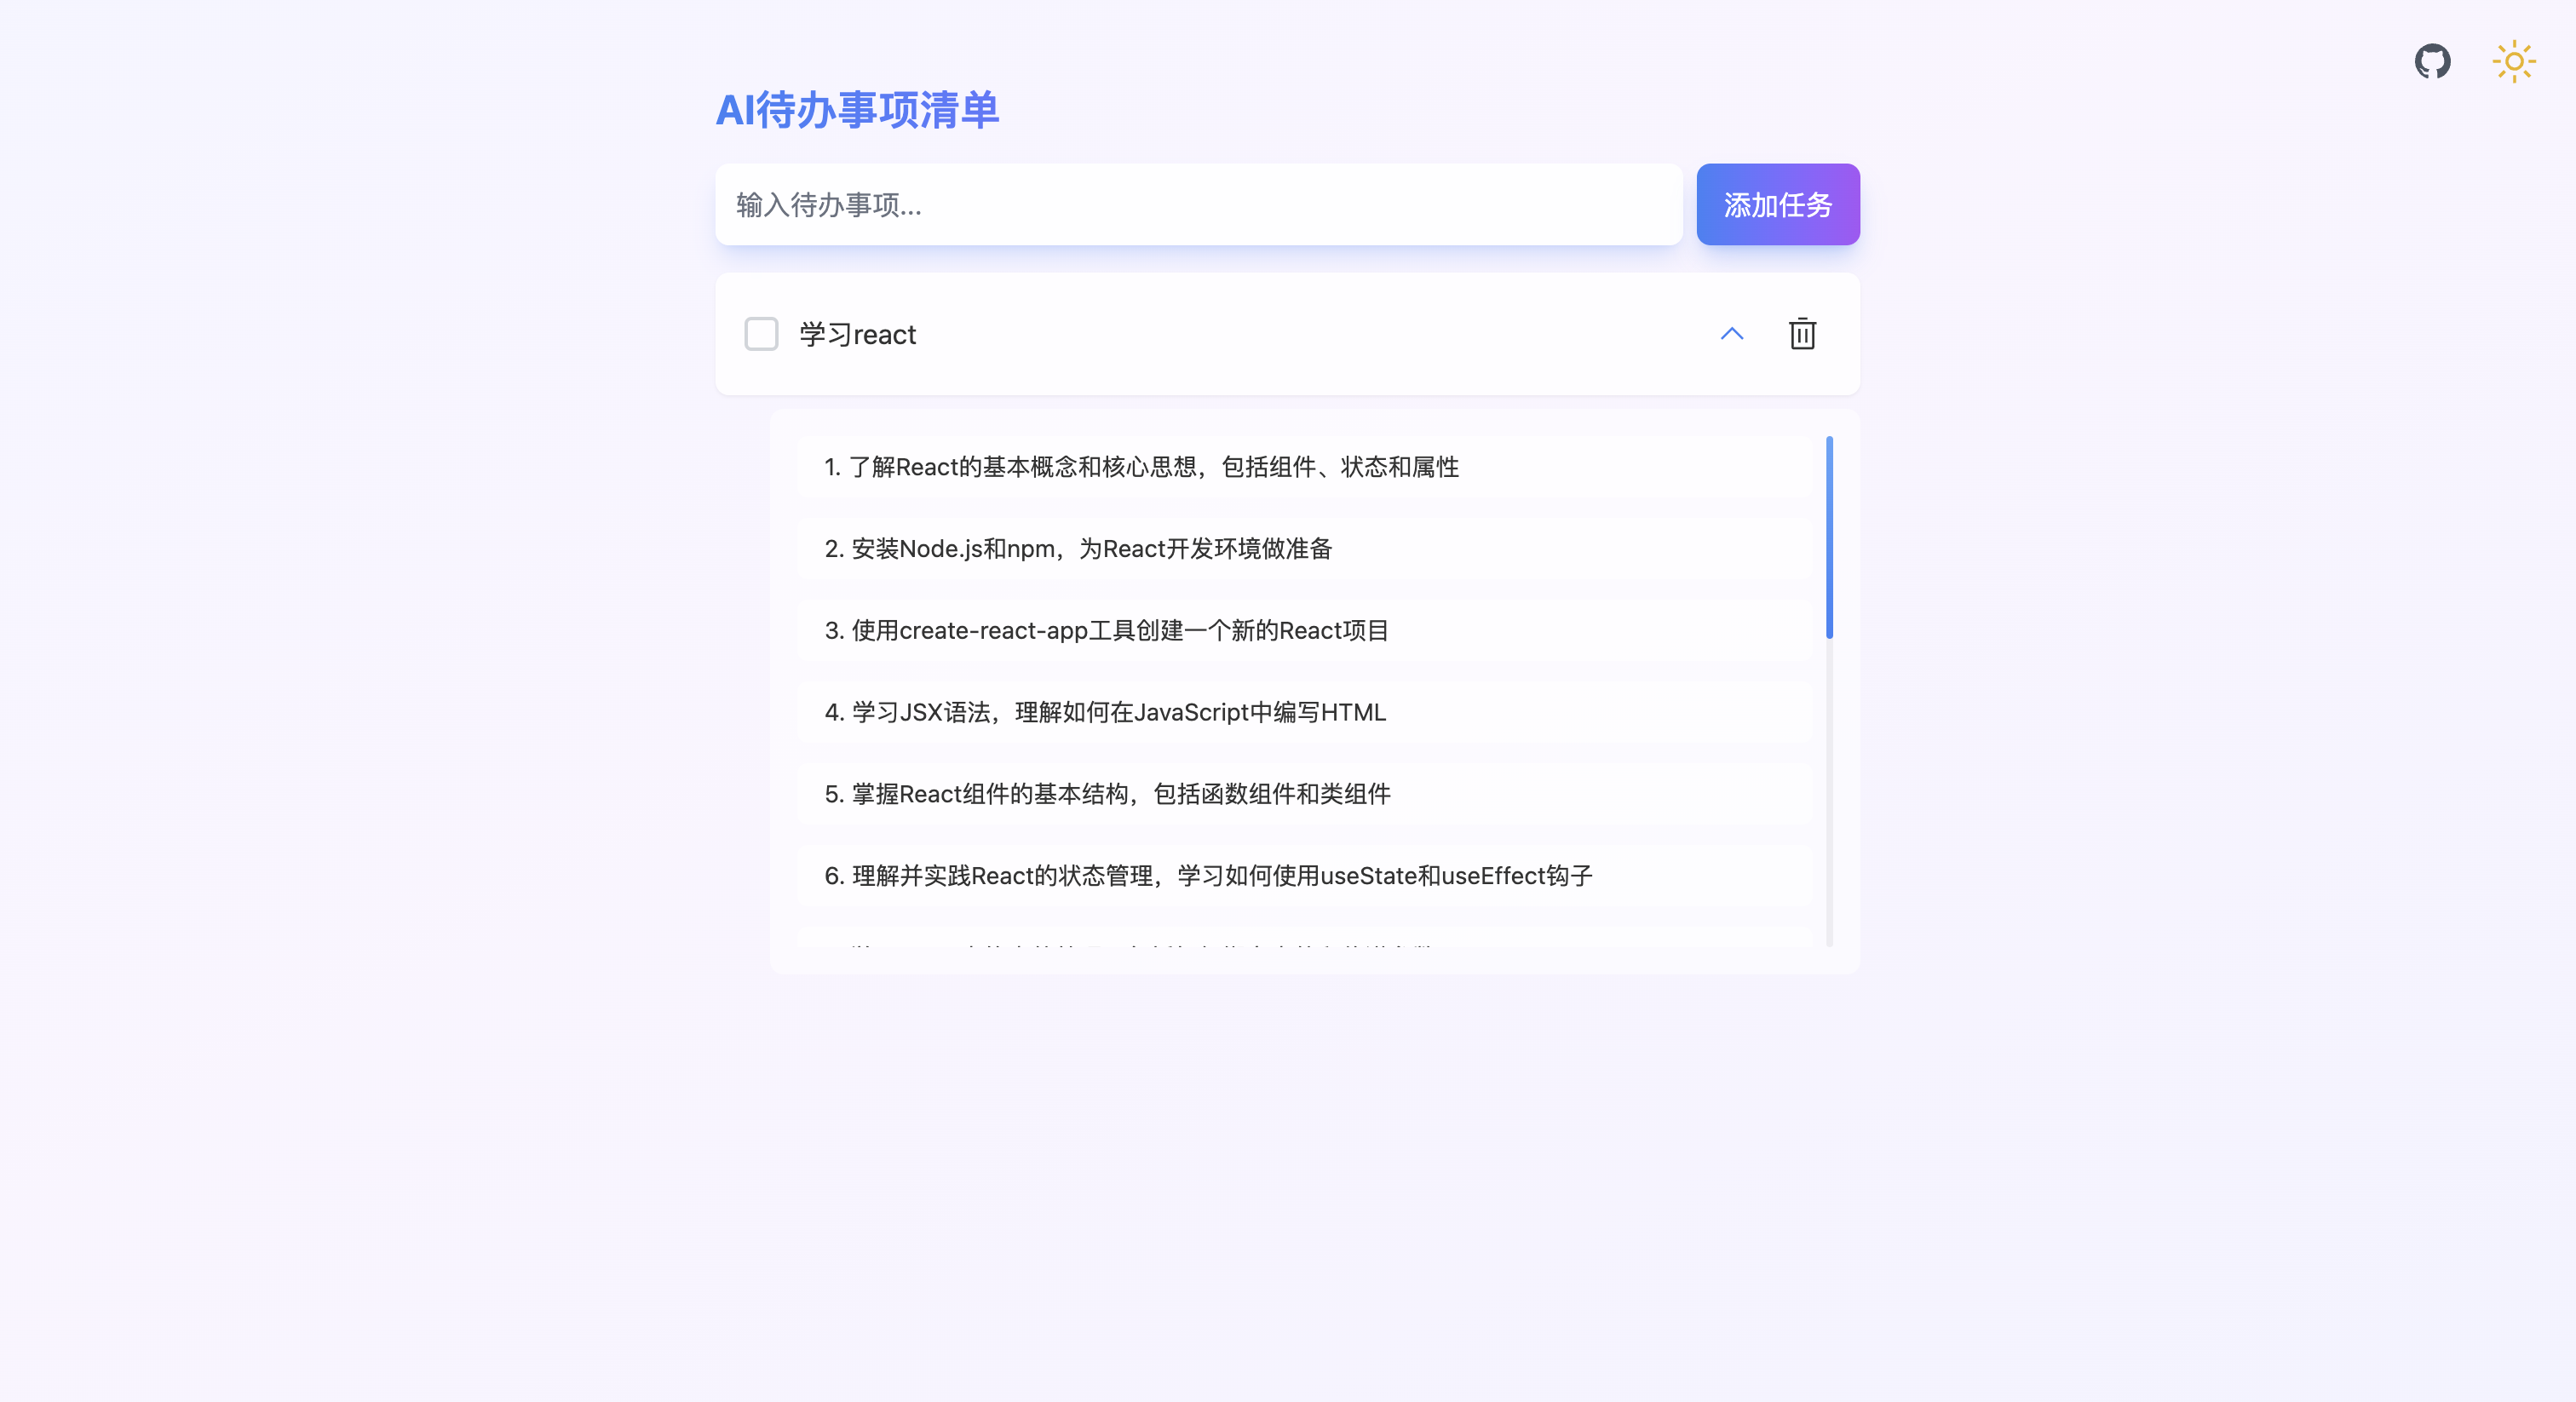 AI待办事项清单
输入待办事项...
添加任务
学习react
1. 了解React的基本概念和核心思想，包括组件、状态和属性
2. 安装Node.js和npm，为React开发环境做准备
3. 使用create-react-app工具创建一个新的React项目
4. 学习JSX语法，理解如何在JavaScript中编写HTML
5. 掌握React组件的基本结构，包括函数组件和类组件
6. 理解并实践React的状态管理，学习如何使用useState和useEffect钩子